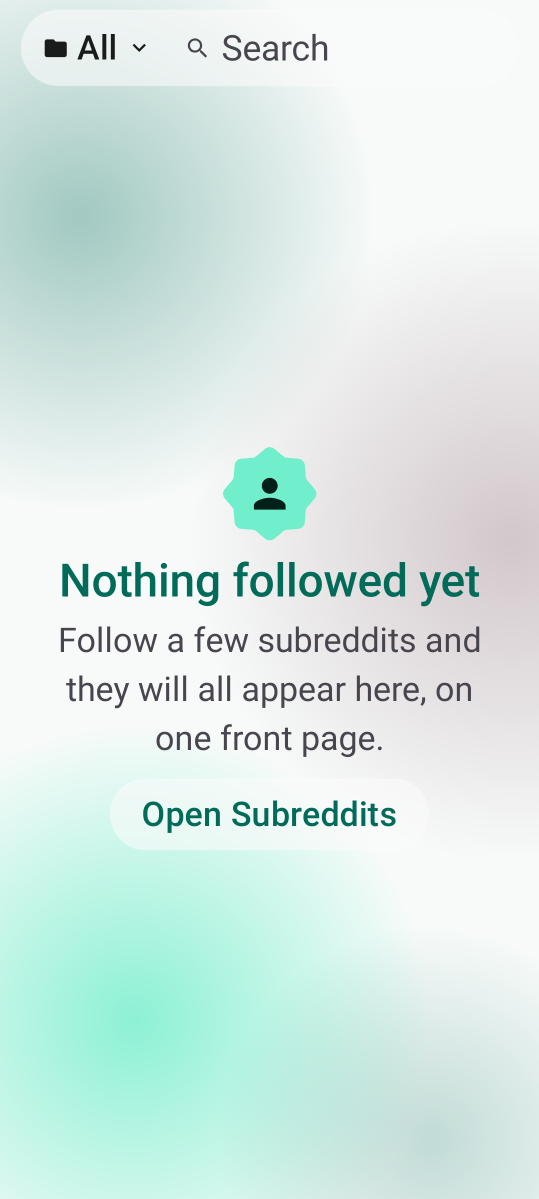 All
Search
Nothing followed yet
Follow a few subreddits and
they will all appear here, on
one front page.
Open Subreddits